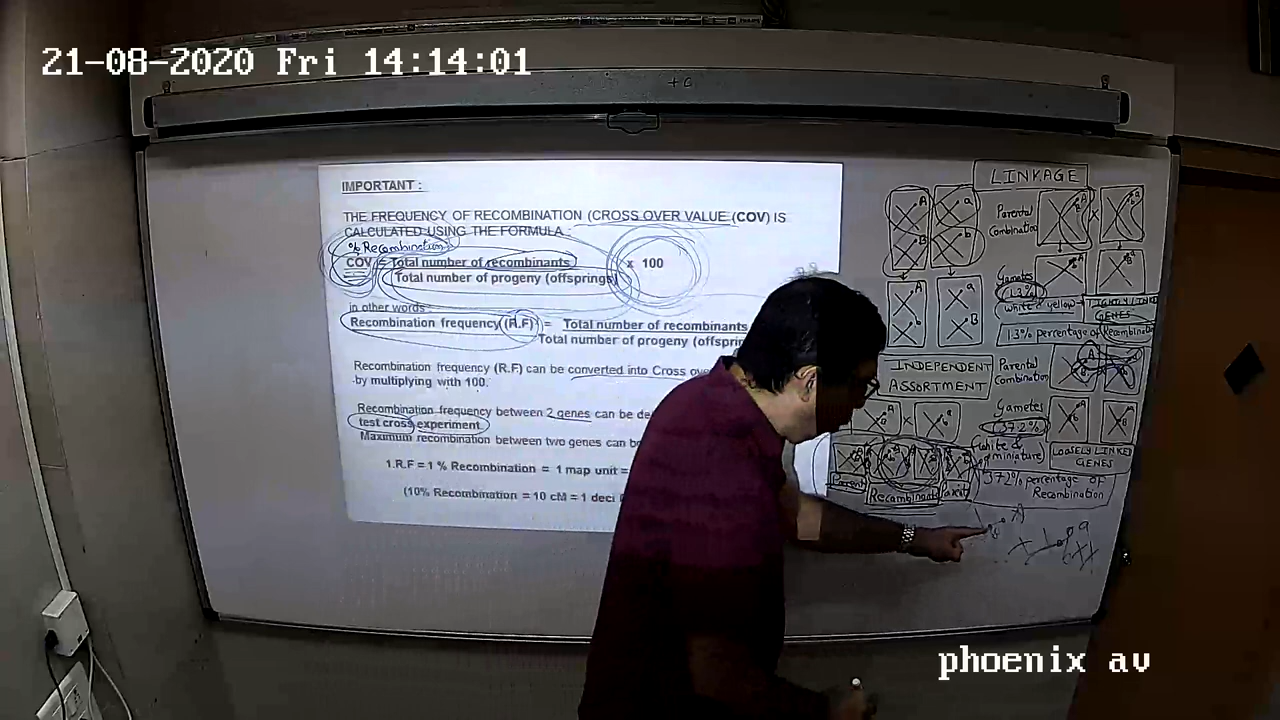 21-08-2020 Fri 14:14:01
+C
IMPORTANT :
THE FREQUENCY OF RECOMBINATION (CROSS OVER VALUE (COV) IS
CALCULATED USING THE FORMULA :
% Recombination
COV = Total number of recombinants
Total number of progeny (offsprings)
x 100
in other words :
Recombination frequency (R.F) = Total number of recombinants
Total number of progeny (offsprin
Recombination frequency (R.F) can be converted into Cross ov
by multiplying with 100.
Recombination frequency between 2 genes can be de
test cross experiment
Maximum recombination between two genes can b
1.R.F = 1 % Recombination = 1 map unit =
(10% Recombination = 10 cM = 1 deci
LINKAGE
A
a
B
b
Parental
Combination
A
b
a
B
Gametes
1.3%
white & yellow
TIGHTLY LINKED
GENES
1.3% percentage of Recombination
INDEPENDENT
ASSORTMENT
Parental
Combination
Gametes
37.2%
white &
miniature
LOOSELY LINKED
GENES
Parent
Recombinants
Parent
37.2% percentage of
Recombination
A
a
phoenix av